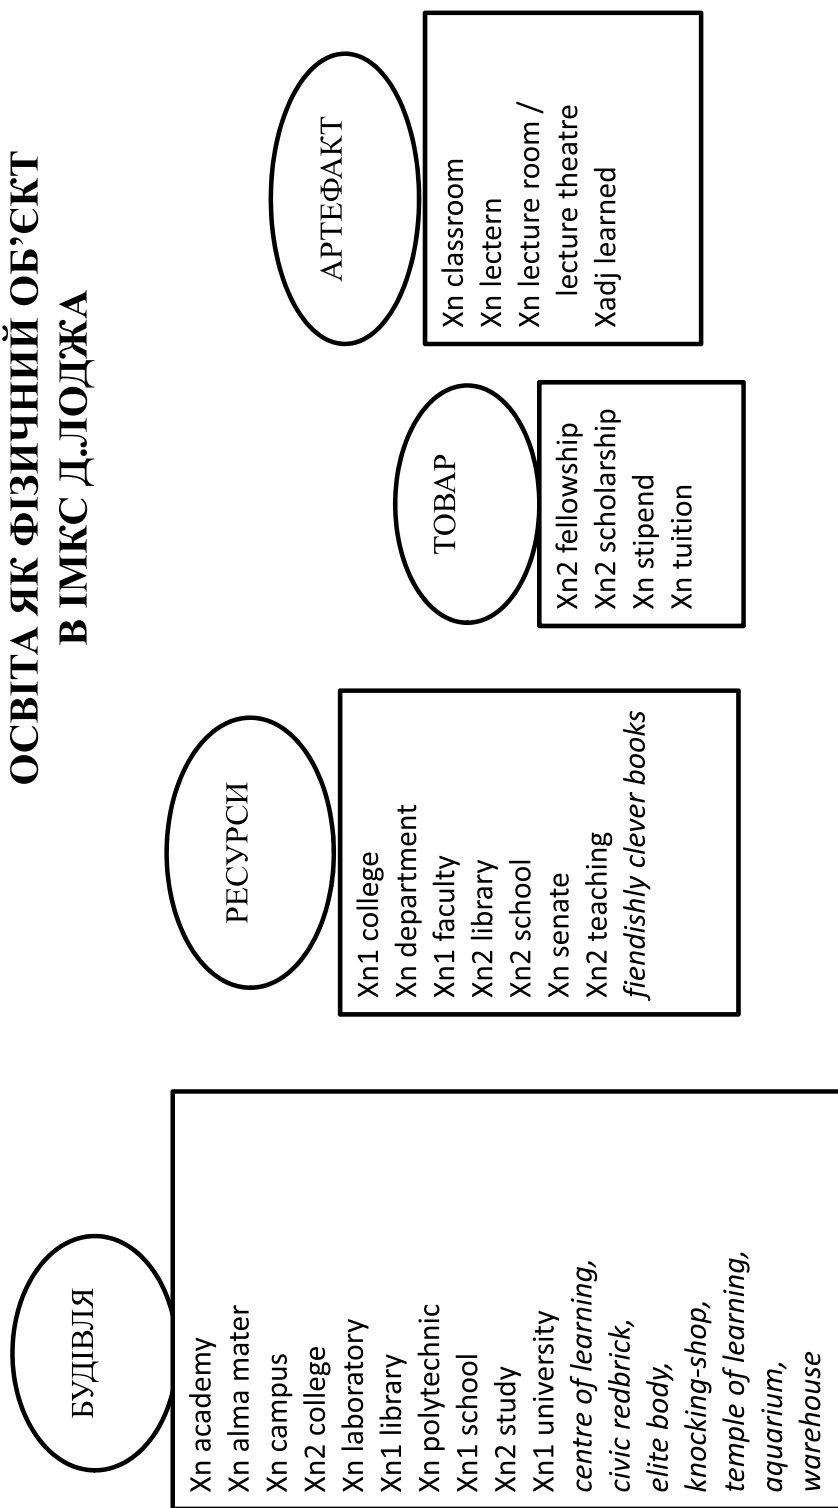 ОСВІТА ЯК ФІЗИЧНИЙ ОБ’ЄКТ
В ІМКС Д.ЛОДЖА
БУДІВЛЯ
Xn academy
Xn alma mater
Xn campus
Xn2 college
Xn laboratory
Xn1 library
Xn polytechnic
Xn1 school
Xn2 study
Xn1 university
centre of learning,
civic redbrick,
elite body,
knocking-shop,
temple of learning,
aquarium,
warehouse
РЕСУРСИ
Xn1 college
Xn department
Xn1 faculty
Xn2 library
Xn2 school
Xn senate
Xn2 teaching
fiendishly clever books
ТОВАР
Xn2 fellowship
Xn2 scholarship
Xn stipend
Xn tuition
АРТЕФАКТ
Xn classroom
Xn lectern
Xn lecture room /
lecture theatre
Xadj learned